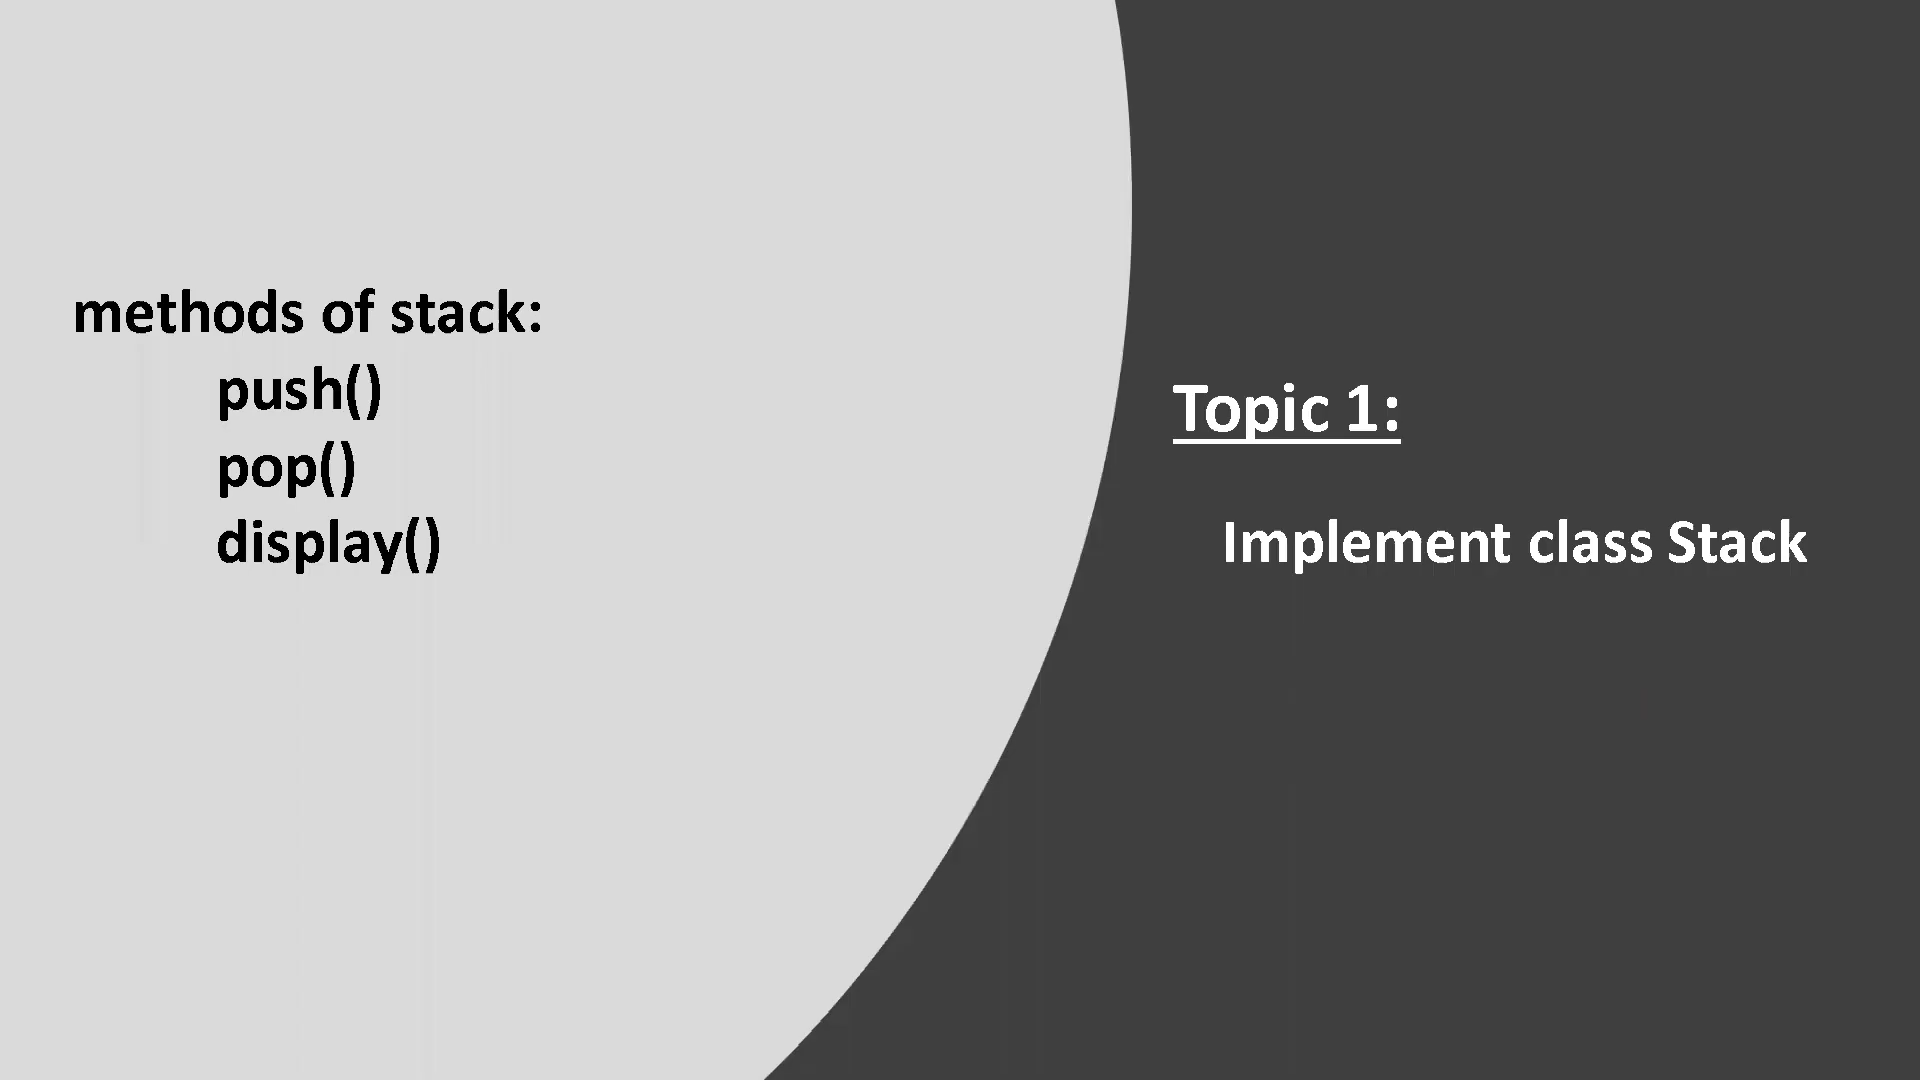 methods of stack:
push()
pop()
display()
Topic 1:
Implement class Stack